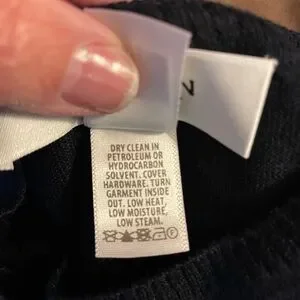 Z
DRY CLEAN IN
PETROLEUM OR
HYDROCARBON
SOLVENT. COVER
HARDWARE. TURN
GARMENT INSIDE
OUT. LOW HEAT,
LOW MOISTURE,
LOW STEAM.